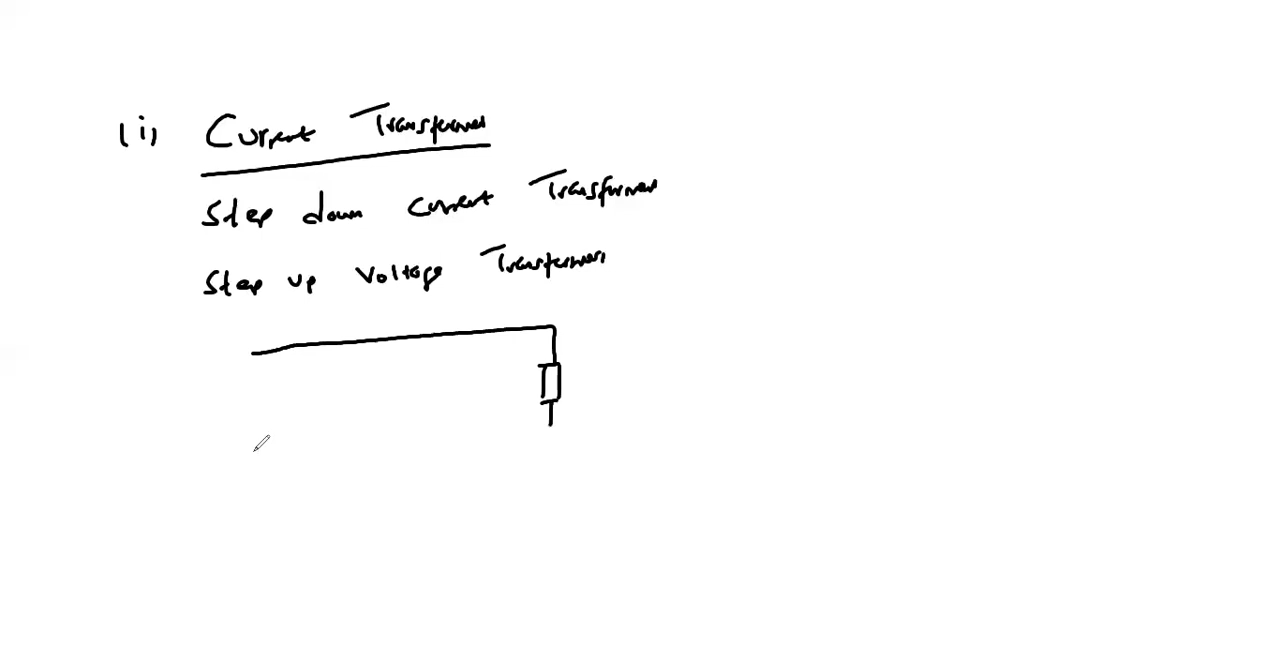 (i) Current Transformer
Step down Current Transformer
Step up Voltage Transformer